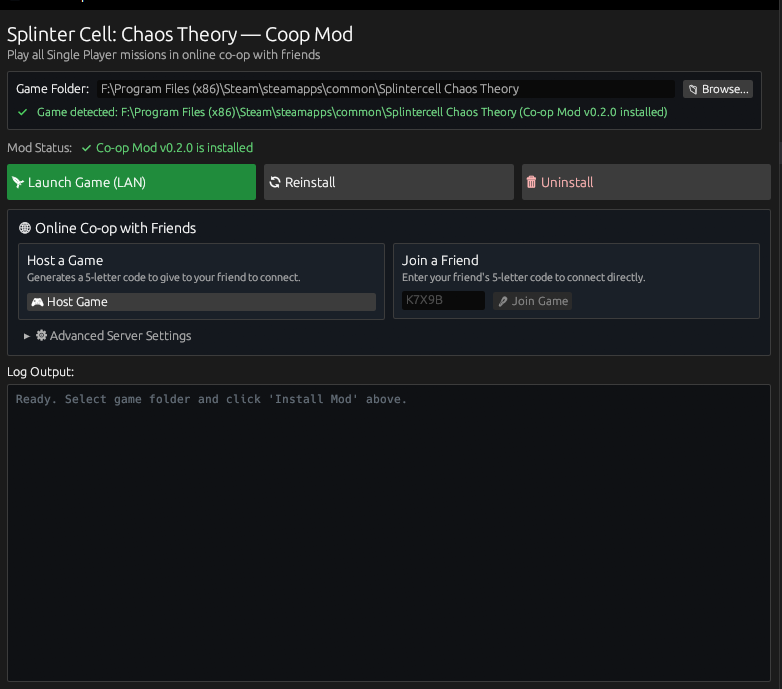 Splinter Cell: Chaos Theory — Coop Mod
Play all Single Player missions in online co-op with friends
Game Folder: F:\Program Files (x86)\Steam\steamapps\common\Splintercell Chaos Theory Browse...
✓ Game detected: F:\Program Files (x86)\Steam\steamapps\common\Splintercell Chaos Theory (Co-op Mod v0.2.0 installed)
Mod Status: ✓ Co-op Mod v0.2.0 is installed
Launch Game (LAN) Reinstall Uninstall
Online Co-op with Friends
Host a Game
Generates a 5-letter code to give to your friend to connect.
Host Game
Join a Friend
Enter your friend's 5-letter code to connect directly.
K7X9B Join Game
Advanced Server Settings
Log Output:
Ready. Select game folder and click 'Install Mod' above.